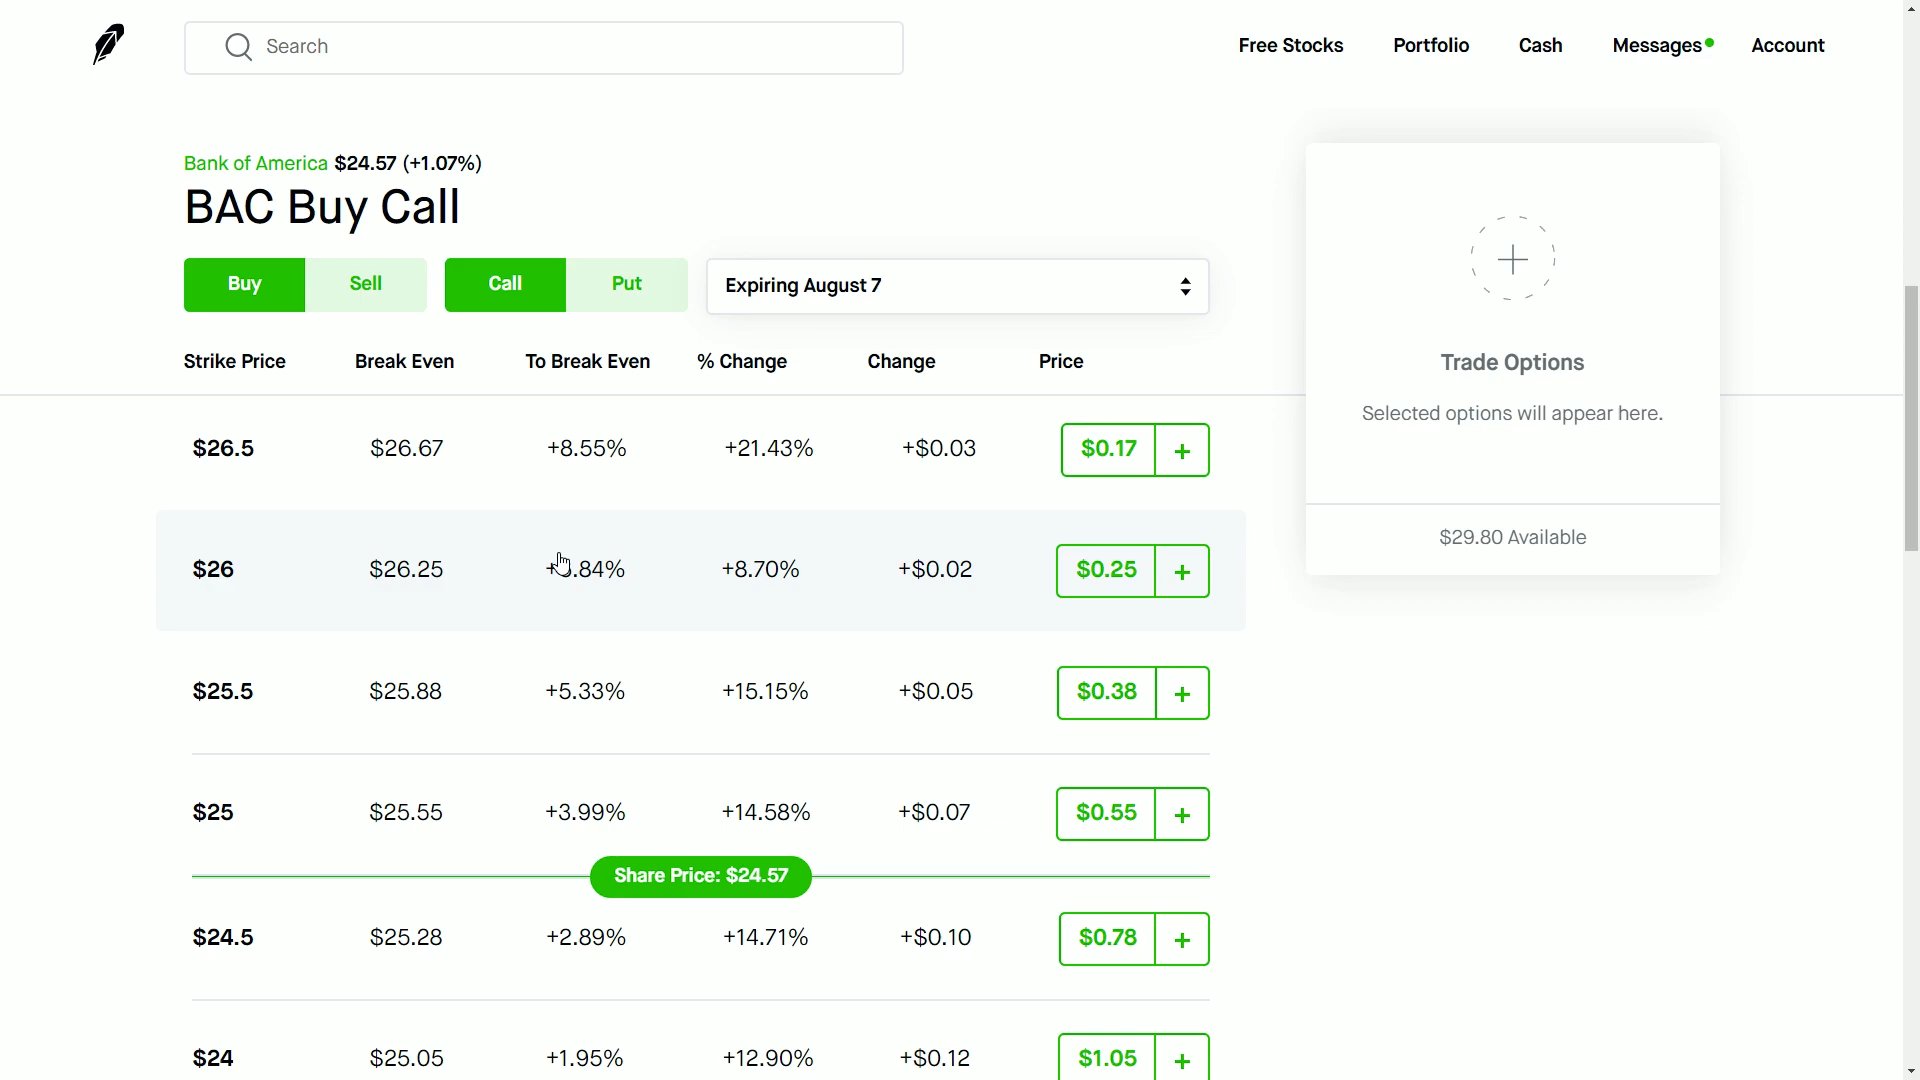 Search
Free Stocks Portfolio Cash Messages Account
Bank of America $24.57 (+1.07%)
BAC Buy Call
Buy Sell Call Put Expiring August 7
Strike Price Break Even To Break Even % Change Change Price
$26.5 $26.67 +8.55% +21.43% +$0.03 $0.17 +
$26 $26.25 .84% +8.70% +$0.02 $0.25 +
$25.5 $25.88 +5.33% +15.15% +$0.05 $0.38 +
$25 $25.55 +3.99% +14.58% +$0.07 $0.55 +
Share Price: $24.57
$24.5 $25.28 +2.89% +14.71% +$0.10 $0.78 +
$24 $25.05 +1.95% +12.90% +$0.12 $1.05 +
Trade Options
Selected options will appear here.
$29.80 Available